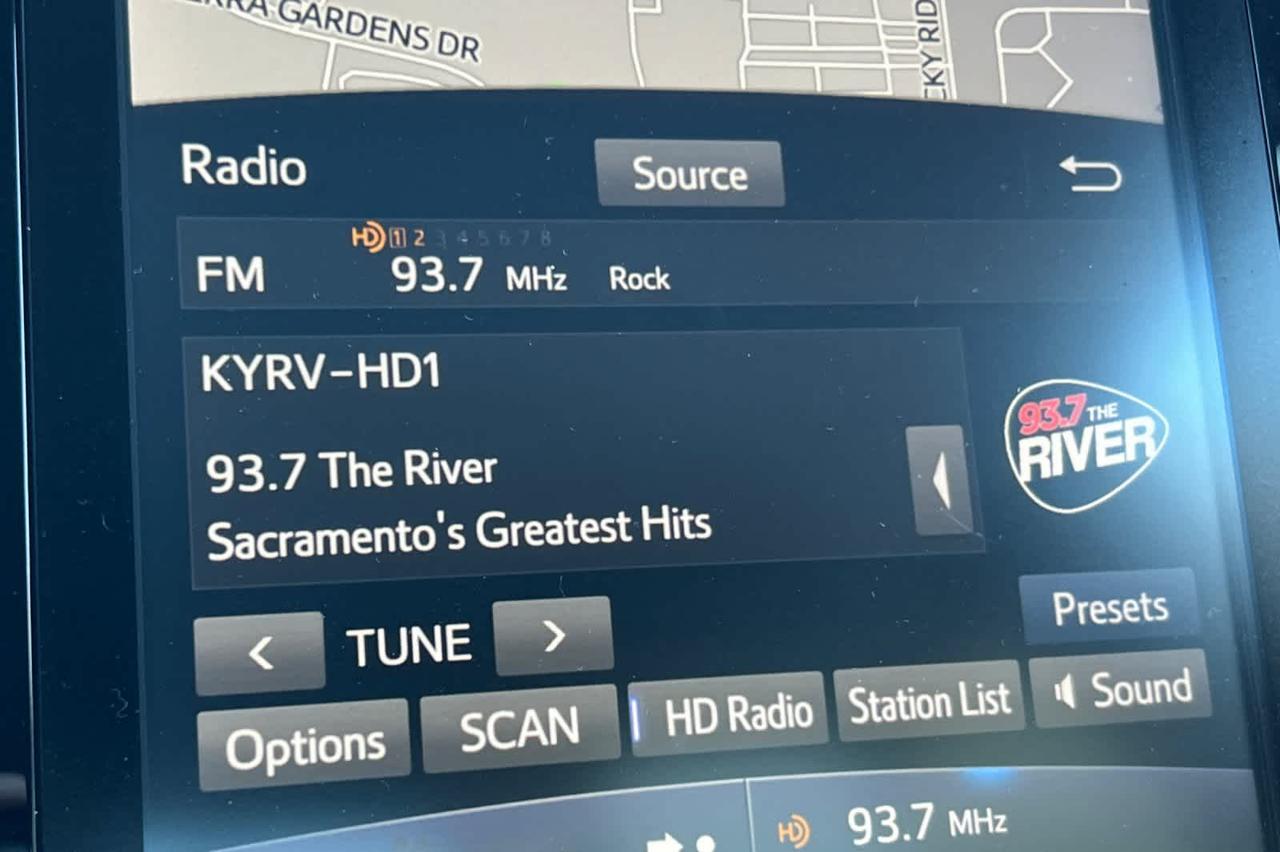 GARDENS DR
Radio
Source
HD 1 2 3 4 5 6 7 8
FM 93.7 MHz Rock
KYRV-HD1
93.7 The River
Sacramento's Greatest Hits
93.7 THE
RIVER
< TUNE >
Presets
Options SCAN HD Radio Station List Sound
HD 93.7 MHz